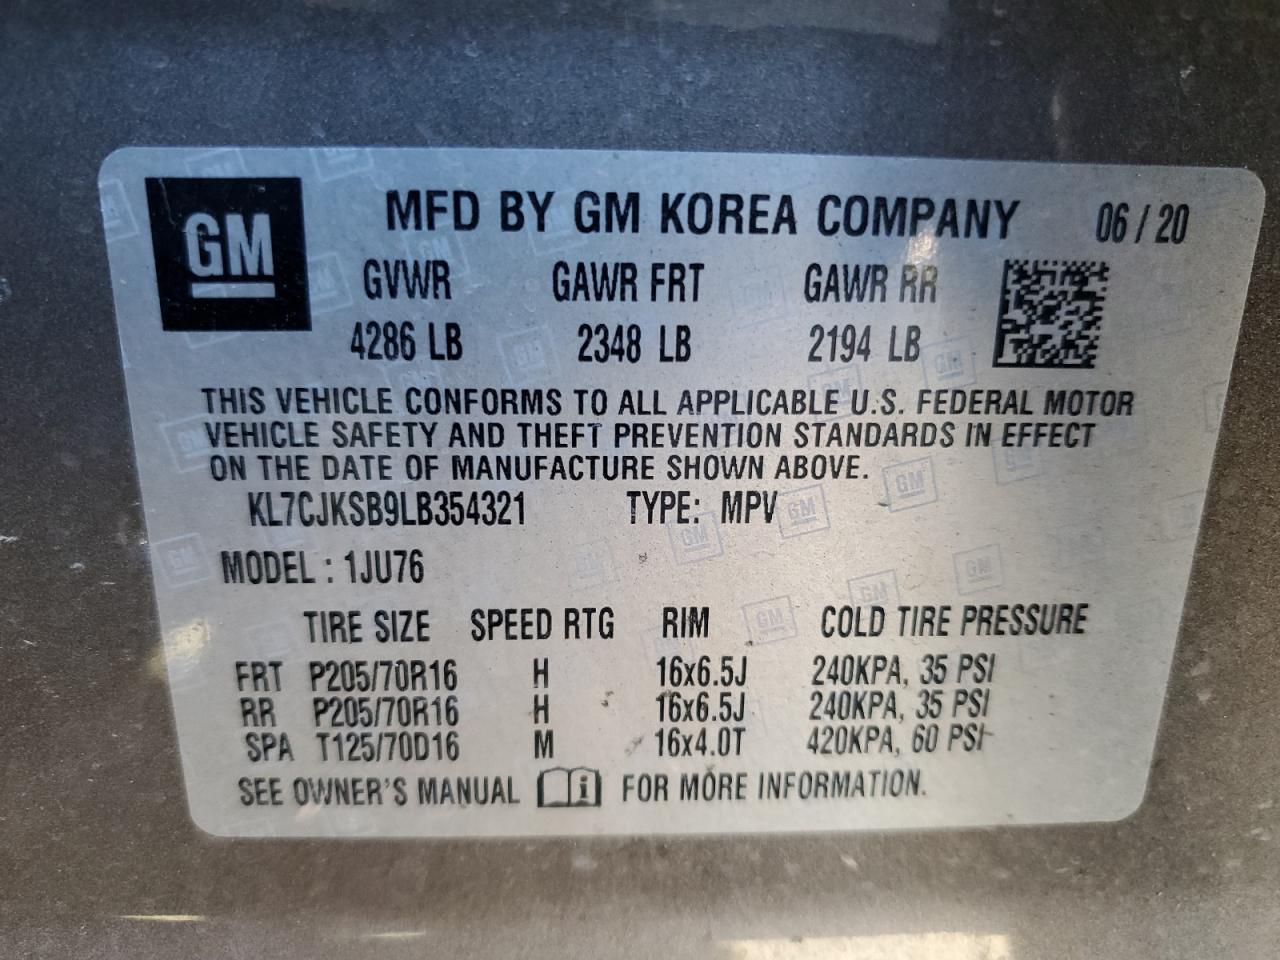 GM
MFD BY GM KOREA COMPANY 06/20
GVWR GAWR FRT GAWR RR
4286 LB 2348 LB 2194 LB
THIS VEHICLE CONFORMS TO ALL APPLICABLE U.S. FEDERAL MOTOR
VEHICLE SAFETY AND THEFT PREVENTION STANDARDS IN EFFECT
ON THE DATE OF MANUFACTURE SHOWN ABOVE.
KL7CJKSB9LB354321 TYPE: MPV
MODEL : 1JU76
TIRE SIZE SPEED RTG RIM COLD TIRE PRESSURE
FRT P205/70R16 H 16x6.5J 240KPA, 35 PSI
RR P205/70R16 H 16x6.5J 240KPA, 35 PSI
SPA T125/70D16 M 16x4.0T 420KPA, 60 PSI
SEE OWNER'S MANUAL i FOR MORE INFORMATION.